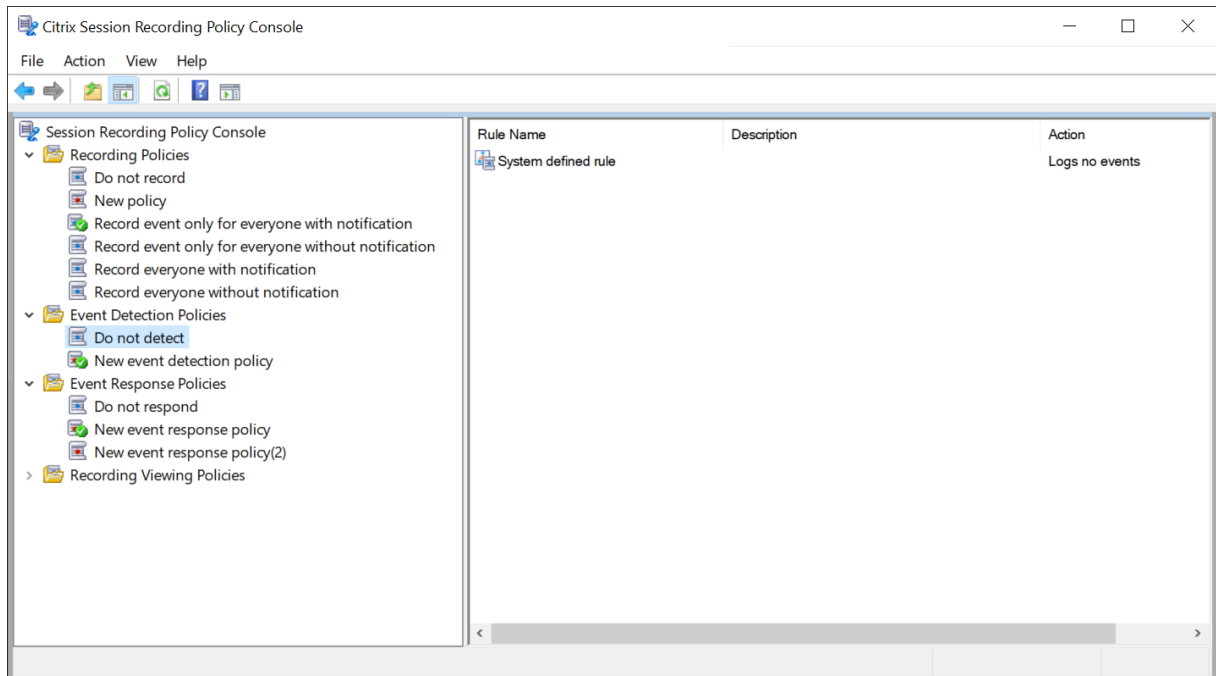 Citrix Session Recording Policy Console
File Action View Help
Session Recording Policy Console
Recording Policies
Do not record
New policy
Record event only for everyone with notification
Record event only for everyone without notification
Record everyone with notification
Record everyone without notification
Event Detection Policies
Do not detect
New event detection policy
Event Response Policies
Do not respond
New event response policy
New event response policy(2)
Recording Viewing Policies
Rule Name Description Action
System defined rule Logs no events